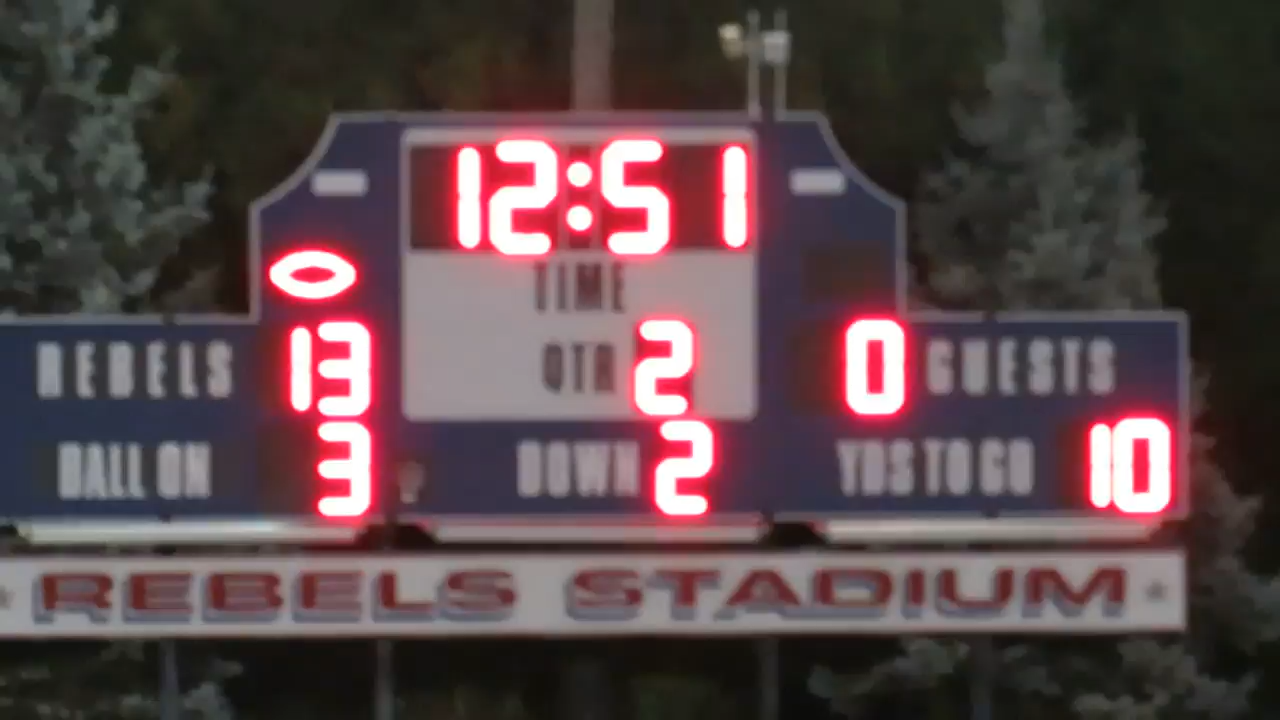 12:51
TIME
REBELS 13 QTR 2 0 GUESTS
BALL ON 3 DOWN 2 YDS TO GO 10
REBELS STADIUM